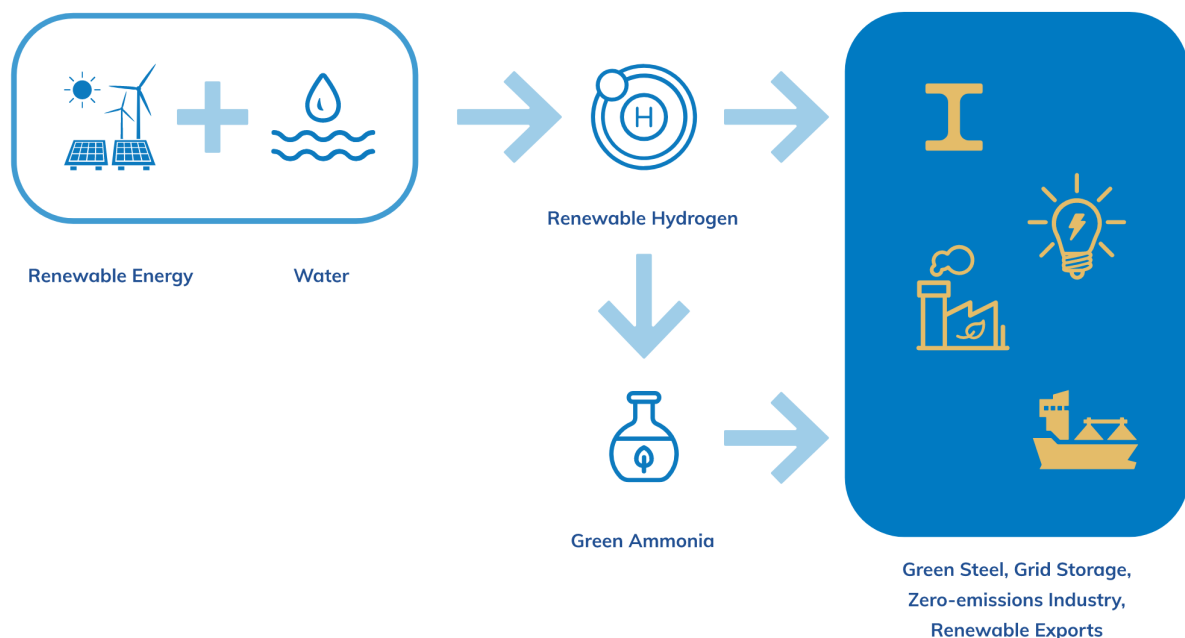 H
Renewable Hydrogen
Renewable Energy
Water
Green Ammonia
Green Steel, Grid Storage,
Zero-emissions Industry,
Renewable Exports